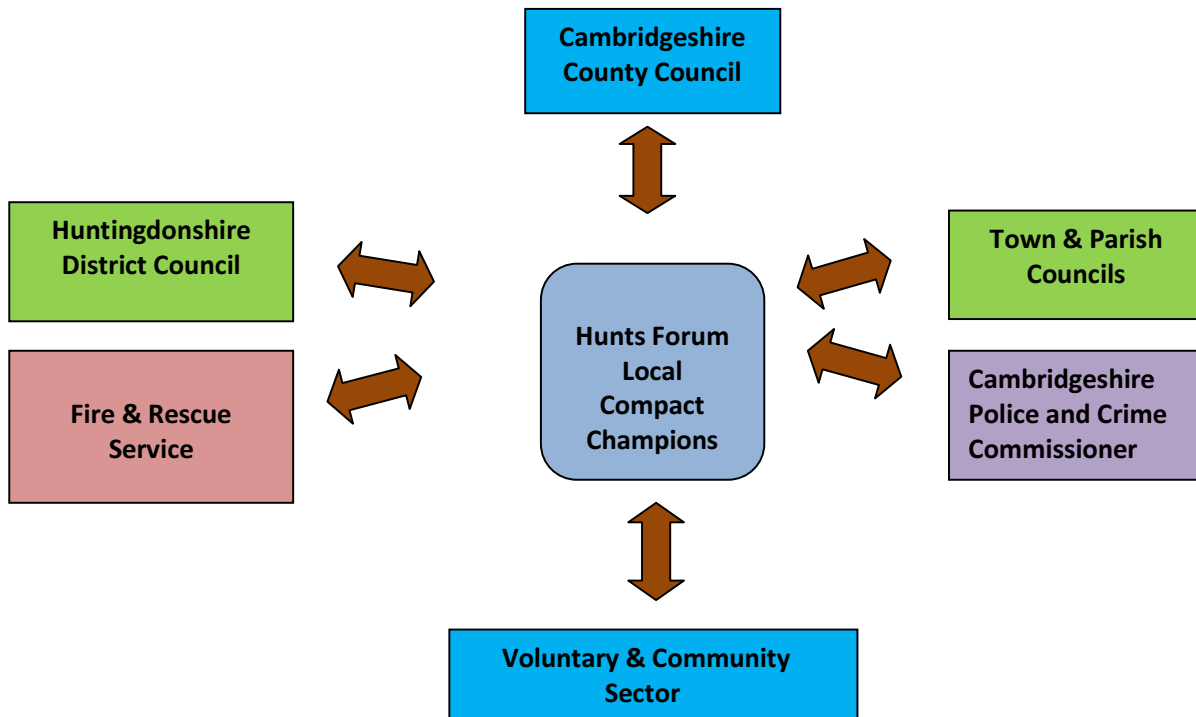 Cambridgeshire
County Council
Huntingdonshire
District Council
Town & Parish
Councils
Hunts Forum
Local
Compact
Champions
Fire & Rescue
Service
Cambridgeshire
Police and Crime
Commissioner
Voluntary & Community
Sector